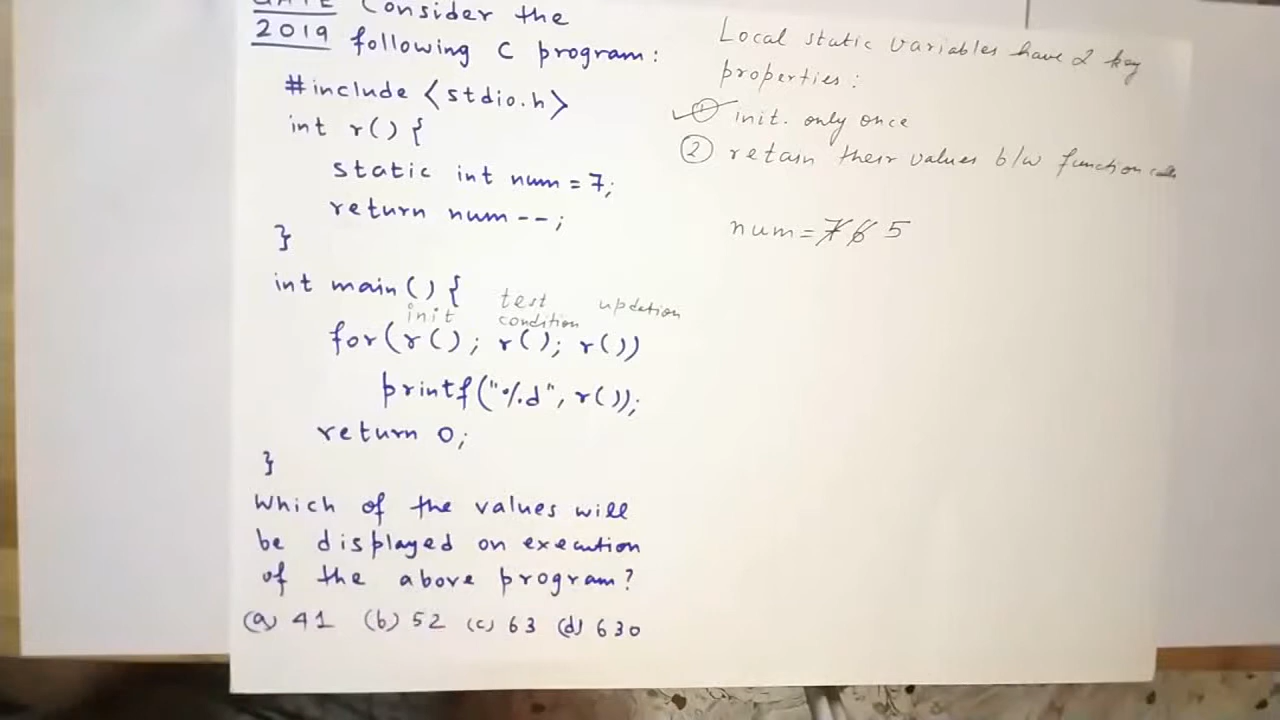 GATE Consider the
2019 following C program:
#include <stdio.h>
int r() {
static int num = 7;
return num --;
}
int main() {
init test condition updation
for(r(); r(); r())
printf("%d", r());
return 0;
}
Which of the values will
be displayed on execution
of the above program?
(a) 41 (b) 52 (c) 63 (d) 630
Local static variables have 2 key
properties:
① init. only once
② retain their values b/w function calls
num = 7 6 5